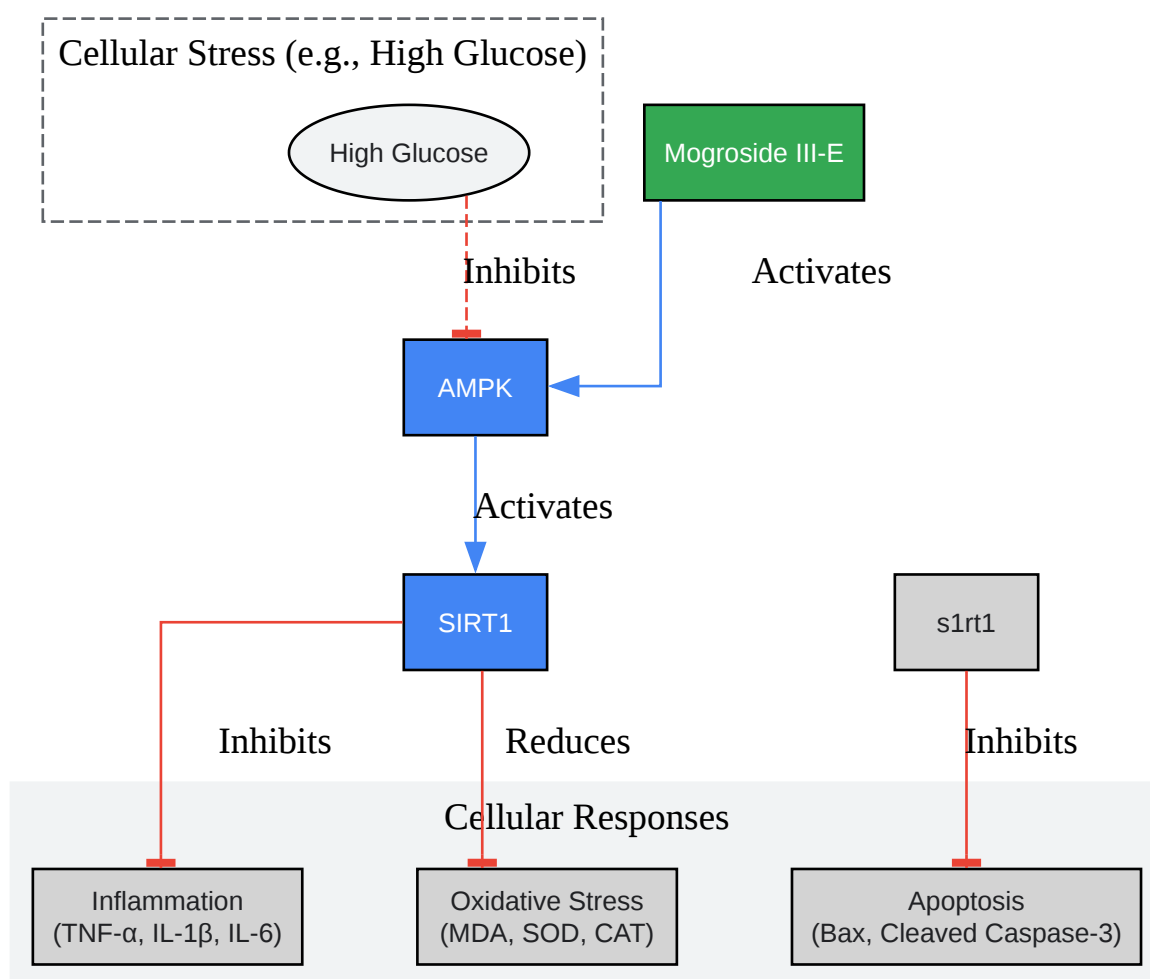 Cellular Stress (e.g., High Glucose)
High Glucose
Mogroside III-E
Inhibits
Activates
AMPK
Activates
SIRT1
s1rt1
Inhibits
Reduces
Inhibits
Cellular Responses
Inflammation
(TNF-α, IL-1β, IL-6)
Oxidative Stress
(MDA, SOD, CAT)
Apoptosis
(Bax, Cleaved Caspase-3)